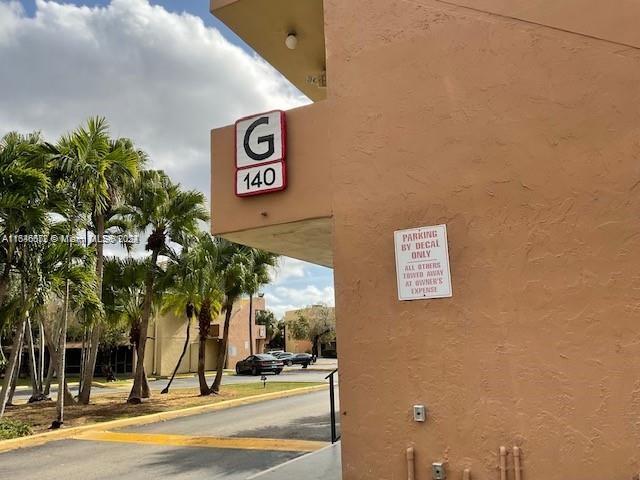 G
140
PARKING
BY DECAL
ONLY
ALL OTHERS
TOWED AWAY
AT OWNER'S
EXPENSE